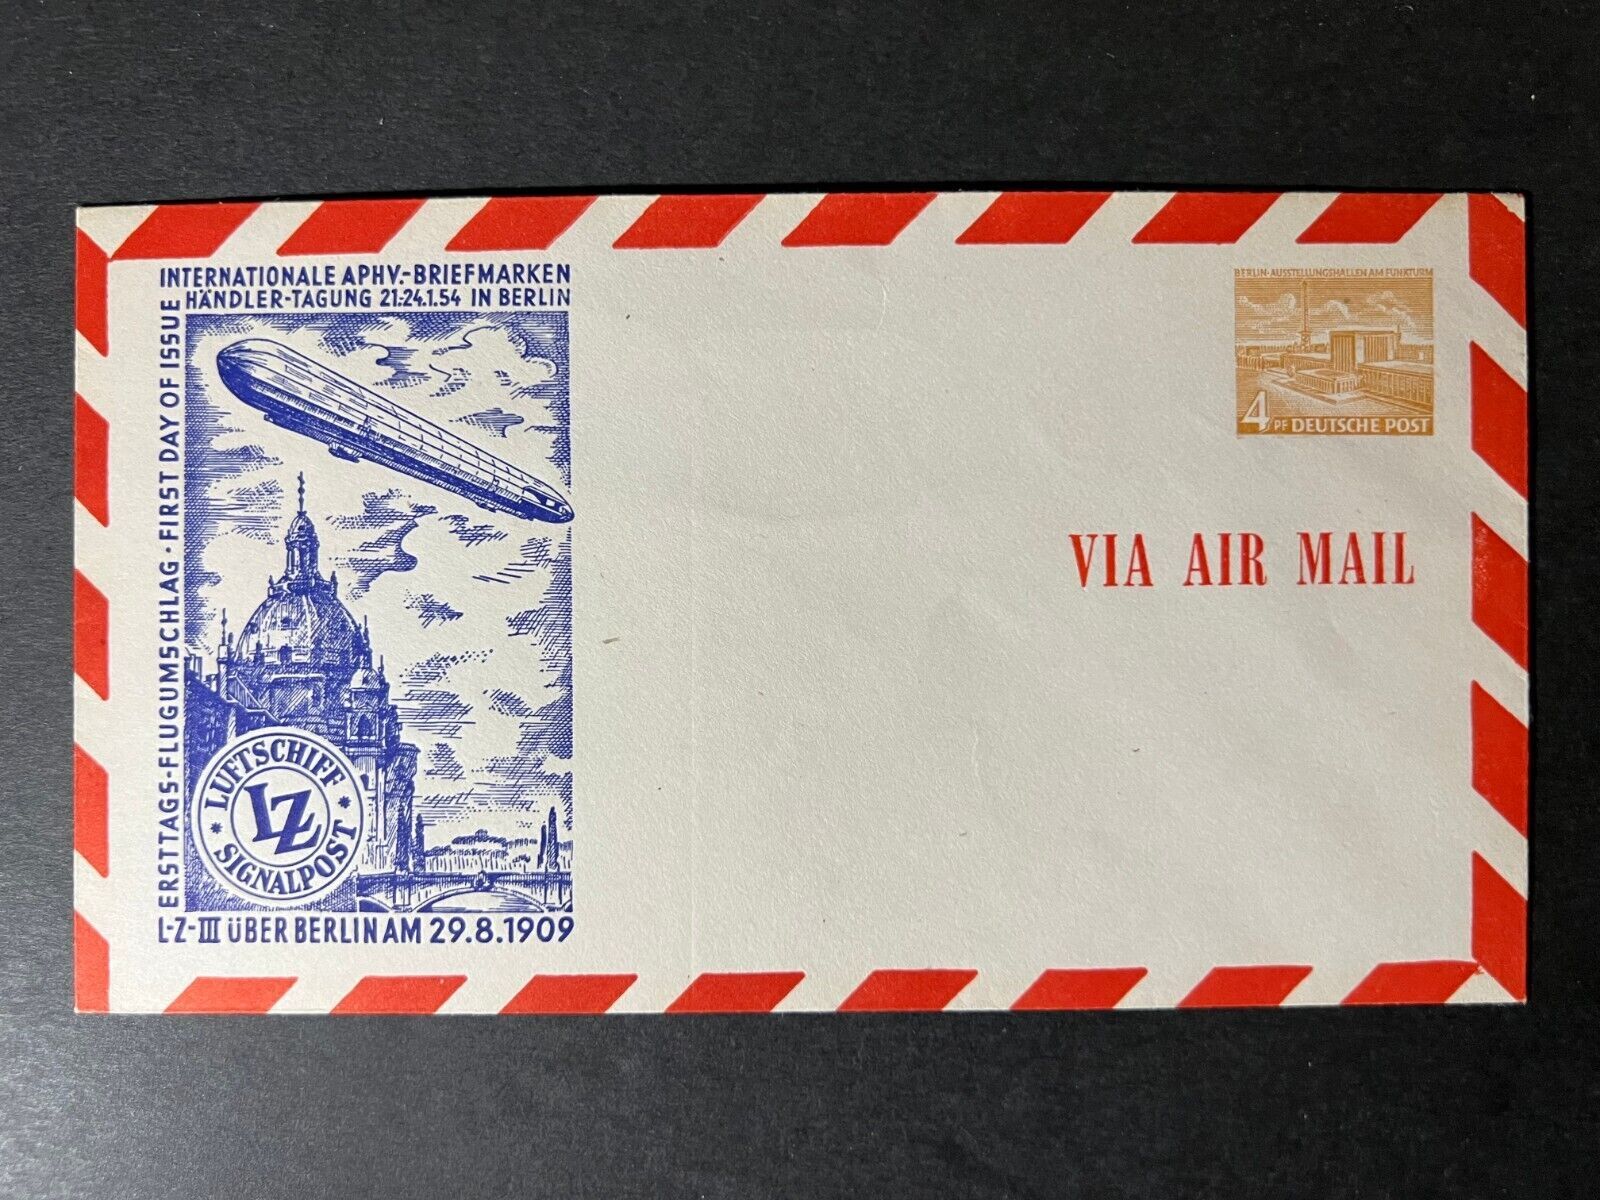 INTERNATIONALE APHV.-BRIEFMARKEN
HÄNDLER-TAGUNG 21.-24.1.54 IN BERLIN
ERSTTAGS-FLUGUMSCHLAG · FIRST DAY OF ISSUE
LUFTSCHIFF
LZ
SIGNALPOST
L-Z-III ÜBER BERLIN AM 29.8.1909
BERLIN·AUSSTELLUNGSHALLEN AM FUNKTURM
4 PF DEUTSCHE POST
VIA AIR MAIL